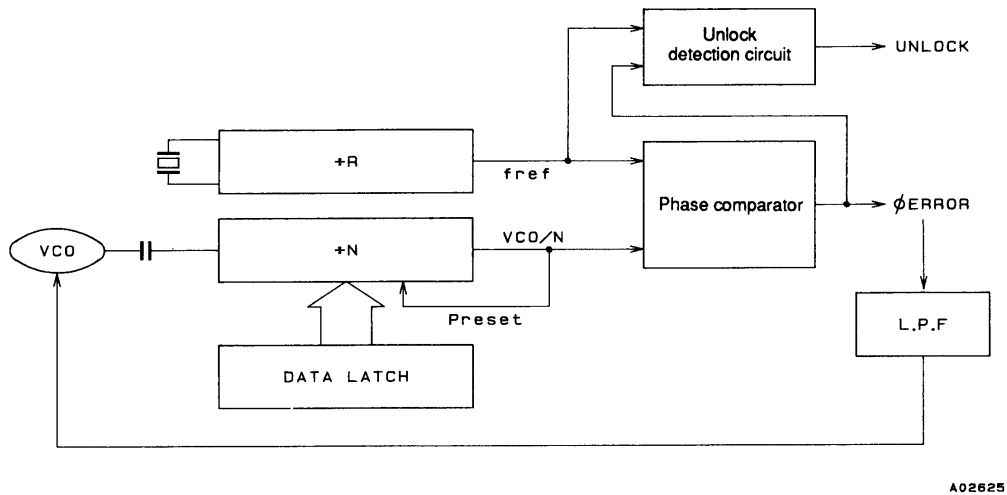 Unlock
detection circuit
UNLOCK
+R
fref
Phase comparator
ϕERROR
VCO
+N
VCO/N
Preset
L.P.F
DATA LATCH
A02625